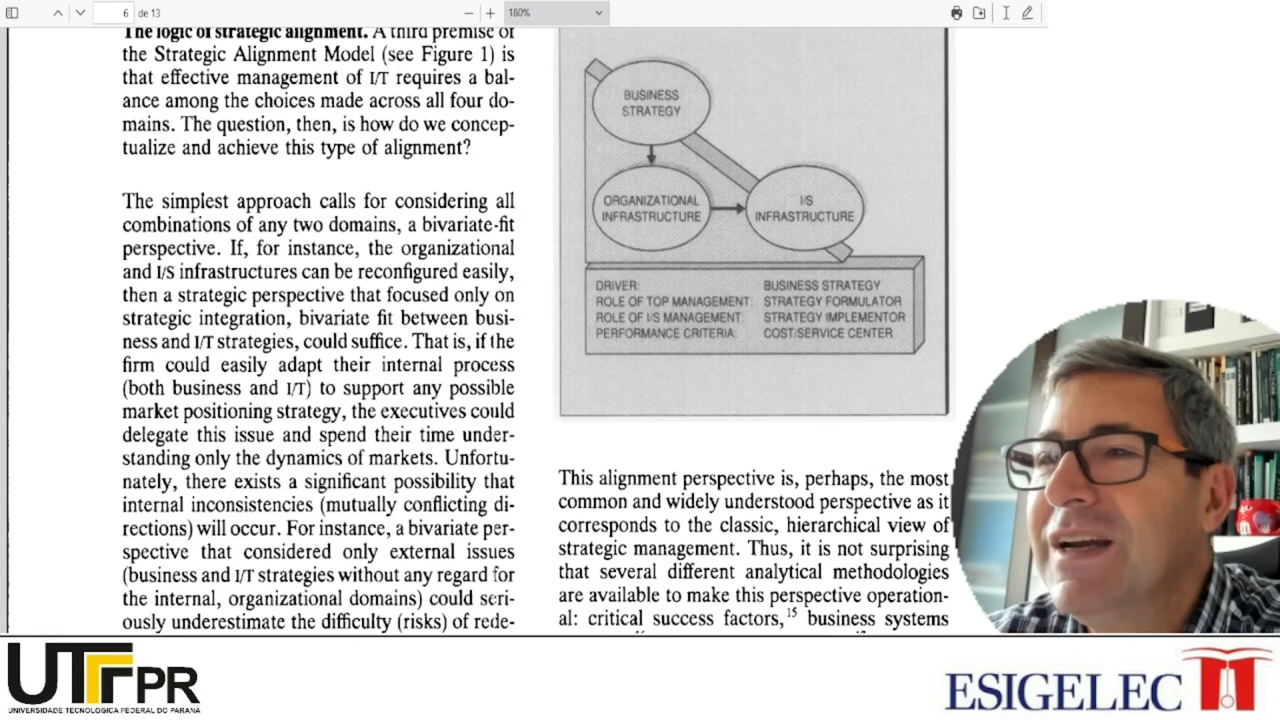 6 de 13
180%
The logic of strategic alignment. A third premise of
the Strategic Alignment Model (see Figure 1) is
that effective management of I/T requires a bal-
ance among the choices made across all four do-
mains. The question, then, is how do we concep-
tualize and achieve this type of alignment?
The simplest approach calls for considering all
combinations of any two domains, a bivariate-fit
perspective. If, for instance, the organizational
and I/S infrastructures can be reconfigured easily,
then a strategic perspective that focused only on
strategic integration, bivariate fit between busi-
ness and I/T strategies, could suffice. That is, if the
firm could easily adapt their internal process
(both business and I/T) to support any possible
market positioning strategy, the executives could
delegate this issue and spend their time under-
standing only the dynamics of markets. Unfortu-
nately, there exists a significant possibility that
internal inconsistencies (mutually conflicting di-
rections) will occur. For instance, a bivariate per-
spective that considered only external issues
(business and I/T strategies without any regard for
the internal, organizational domains) could seri-
ously underestimate the difficulty (risks) of rede-
BUSINESS
STRATEGY
ORGANIZATIONAL
INFRASTRUCTURE
I/S
INFRASTRUCTURE
DRIVER: BUSINESS STRATEGY
ROLE OF TOP MANAGEMENT: STRATEGY FORMULATOR
ROLE OF I/S MANAGEMENT: STRATEGY IMPLEMENTOR
PERFORMANCE CRITERIA: COST/SERVICE CENTER
This alignment perspective is, perhaps, the most
common and widely understood perspective as it
corresponds to the classic, hierarchical view of
strategic management. Thus, it is not surprising
that several different analytical methodologies
are available to make this perspective operation-
al: critical success factors,15 business systems
UTFPR
UNIVERSIDADE TECNOLÓGICA FEDERAL DO PARANÁ
ESIGELEC